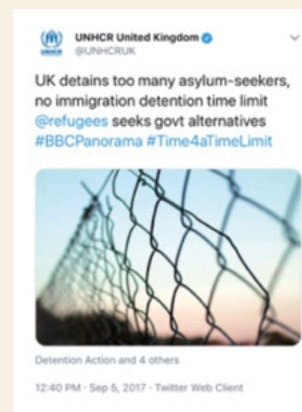 UNHCR United Kingdom
@UNHCRUK
UK detains too many asylum-seekers,
no immigration detention time limit
@refugees seeks govt alternatives
#BBCPanorama #Time4aTimeLimit
Detention Action and 4 others
12:40 PM - Sep 5, 2017 - Twitter Web Client